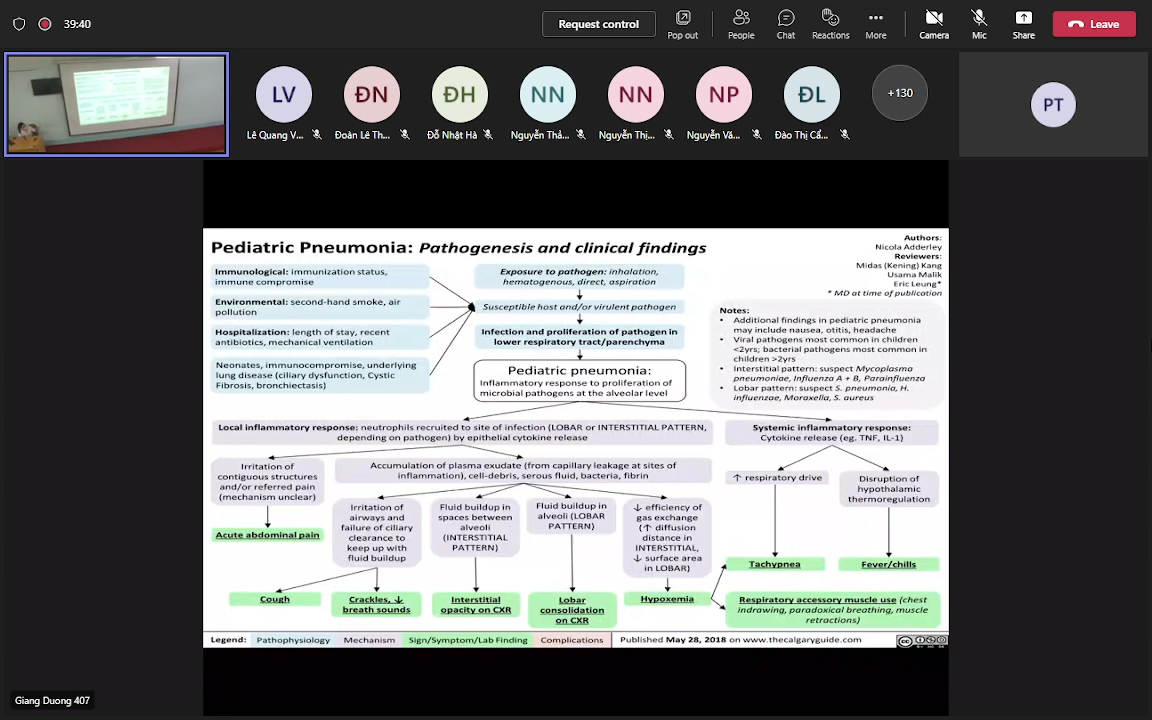 39:40
Request control
Pop out
People
Chat
Reactions
More
Camera
Mic
Share
Leave
LV
ĐN
ĐH
NN
NN
NP
ĐL
+130
PT
Lê Quang V...
Đoàn Lê Th...
Đỗ Nhật Hà
Nguyễn Thả...
Nguyễn Thị...
Nguyễn Vă...
Đào Thị Cẩ...
Pediatric Pneumonia: Pathogenesis and clinical findings
Authors:
Nicola Adderley
Reviewers:
Midas (Kening) Kang
Usama Malik
Eric Leung*
* MD at time of publication
Immunological: immunization status,
immune compromise
Environmental: second-hand smoke, air
pollution
Hospitalization: length of stay, recent
antibiotics, mechanical ventilation
Neonates, immunocompromise, underlying
lung disease (ciliary dysfunction, Cystic
Fibrosis, bronchiectasis)
Exposure to pathogen: inhalation,
hematogenous, direct, aspiration
Susceptible host and/or virulent pathogen
Infection and proliferation of pathogen in
lower respiratory tract/parenchyma
Pediatric pneumonia:
Inflammatory response to proliferation of
microbial pathogens at the alveolar level
Notes:
• Additional findings in pediatric pneumonia
may include nausea, otitis, headache
• Viral pathogens most common in children
<2yrs; bacterial pathogens most common in
children >2yrs
• Interstitial pattern: suspect Mycoplasma
pneumoniae, Influenza A + B, Parainfluenza
• Lobar pattern: suspect S. pneumonia, H.
influenzae, Moraxella, S. aureus
Local inflammatory response: neutrophils recruited to site of infection (LOBAR or INTERSTITIAL PATTERN,
depending on pathogen) by epithelial cytokine release
Systemic inflammatory response:
Cytokine release (eg. TNF, IL-1)
Irritation of
contiguous structures
and/or referred pain
(mechanism unclear)
Accumulation of plasma exudate (from capillary leakage at sites of
inflammation), cell-debris, serous fluid, bacteria, fibrin
↑ respiratory drive
Disruption of
hypothalamic
thermoregulation
Irritation of
airways and
failure of ciliary
clearance to
keep up with
fluid buildup
Fluid buildup in
spaces between
alveoli
(INTERSTITIAL
PATTERN)
Fluid buildup in
alveoli (LOBAR
PATTERN)
↓ efficiency of
gas exchange
(↑ diffusion
distance in
INTERSTITIAL,
↓ surface area
in LOBAR)
Acute abdominal pain
Tachypnea
Fever/chills
Cough
Crackles, ↓
breath sounds
Interstitial
opacity on CXR
Lobar
consolidation
on CXR
Hypoxemia
Respiratory accessory muscle use (chest
indrawing, paradoxical breathing, muscle
retractions)
Legend:
Pathophysiology
Mechanism
Sign/Symptom/Lab Finding
Complications
Published May 28, 2018 on www.thecalgaryguide.com
Giang Duong 407